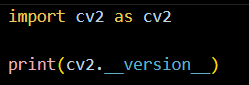 import cv2 as cv2
print(cv2.__version__)